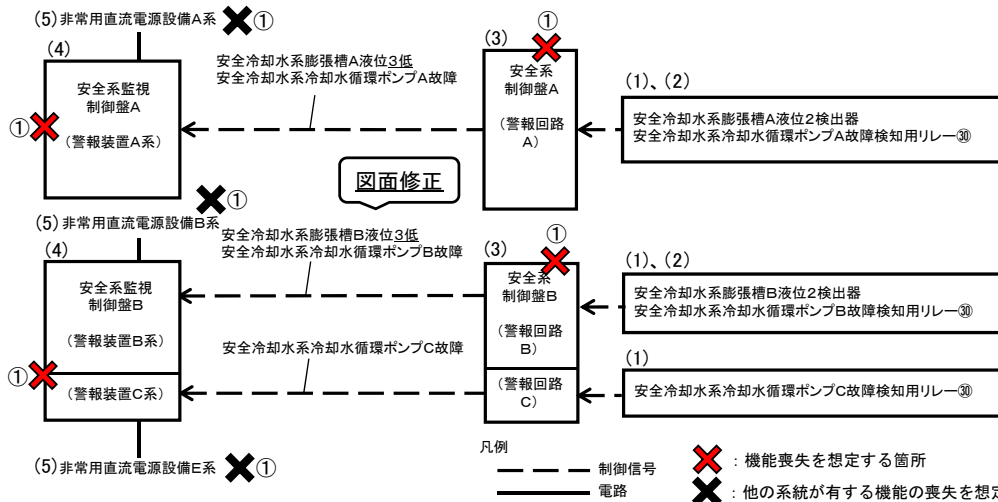 (5)非常用直流電源設備A系 ①
(4)
安全系監視
制御盤A
(警報装置A系)
①
安全冷却水系膨張槽A液位3低
安全冷却水系冷却水循環ポンプA故障
(3)
①
安全系
制御盤A
(警報回路
A)
(1)、(2)
安全冷却水系膨張槽A液位2検出器
安全冷却水系冷却水循環ポンプA故障検知用リレー㉚
図面修正
①
(5)非常用直流電源設備B系
(4)
安全系監視
制御盤B
(警報装置B系)
①
(警報装置C系)
安全冷却水系膨張槽B液位3低
安全冷却水系冷却水循環ポンプB故障
安全冷却水系冷却水循環ポンプC故障
(3)
①
安全系
制御盤B
(警報回路
B)
(警報回路
C)
(1)、(2)
安全冷却水系膨張槽B液位2検出器
安全冷却水系冷却水循環ポンプB故障検知用リレー㉚
(1)
安全冷却水系冷却水循環ポンプC故障検知用リレー㉚
(5)非常用直流電源設備E系 ①
凡例
制御信号
電路
：機能喪失を想定する箇所
：他の系統が有する機能の喪失を想定